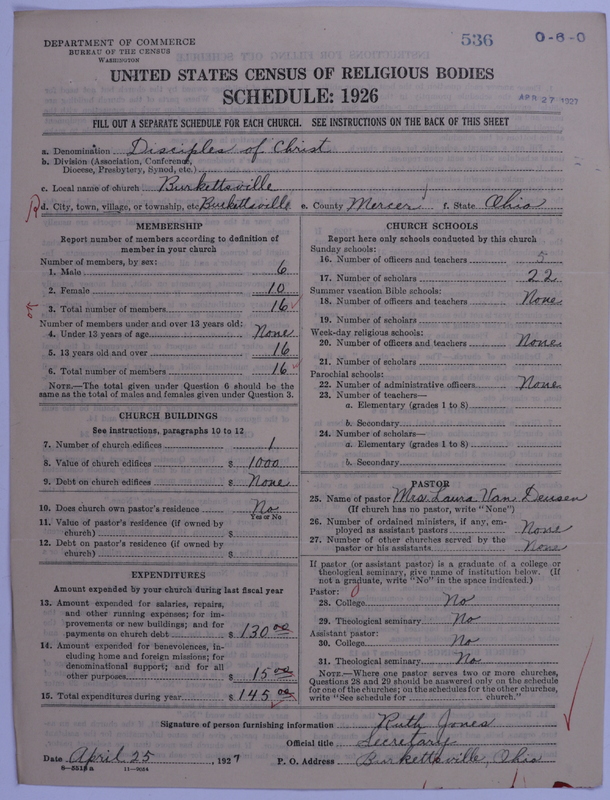 DEPARTMENT OF COMMERCE
BUREAU OF THE CENSUS
WASHINGTON
536
0-6-0
APR 27 1927
UNITED STATES CENSUS OF RELIGIOUS BODIES
SCHEDULE: 1926
FILL OUT A SEPARATE SCHEDULE FOR EACH CHURCH. SEE INSTRUCTIONS ON THE BACK OF THIS SHEET
a. Denomination Disciples of Christ
b. Division (Association, Conference,
Diocese, Presbytery, Synod, etc.)
c. Local name of church Burkettsville
d. City, town, village, or township, etc. Burkettsville e. County Mercer f. State Ohio
MEMBERSHIP
Report number of members according to definition of
member in your church
Number of members, by sex:
1. Male 6
2. Female 10
3. Total number of members 16
Number of members under and over 13 years old:
4. Under 13 years of age None
5. 13 years old and over 16
6. Total number of members 16
NOTE.—The total given under Question 6 should be the
same as the total of males and females given under Question 3.
CHURCH BUILDINGS
See instructions, paragraphs 10 to 12
7. Number of church edifices 1
8. Value of church edifices $ 1000
9. Debt on church edifices $ None
10. Does church own pastor's residence No
Yes or No
11. Value of pastor's residence (if owned by
church) $
12. Debt on pastor's residence (if owned by
church) $
EXPENDITURES
Amount expended by your church during last fiscal year
13. Amount expended for salaries, repairs,
and other running expenses; for im-
provements or new buildings; and for
payments on church debt $ 130 00
14. Amount expended for benevolences, in-
cluding home and foreign missions; for
denominational support; and for all
other purposes $ 15 00
15. Total expenditures during year $ 145 00
CHURCH SCHOOLS
Report here only schools conducted by this church
Sunday schools:
16. Number of officers and teachers 5
17. Number of scholars 22
Summer vacation Bible schools:
18. Number of officers and teachers None
19. Number of scholars
Week-day religious schools:
20. Number of officers and teachers None
21. Number of scholars
Parochial schools:
22. Number of administrative officers None
23. Number of teachers—
a. Elementary (grades 1 to 8)
b. Secondary
24. Number of scholars—
a. Elementary (grades 1 to 8)
b. Secondary
PASTOR
25. Name of pastor Mrs. Laura Van Deusen
(If church has no pastor, write "None")
26. Number of ordained ministers, if any, em-
ployed as assistant pastors None
27. Number of other churches served by the
pastor or his assistants None
If pastor (or assistant pastor) is a graduate of a college or
theological seminary, give name of institution below. (If
not a graduate, write "No" in the space indicated.)
Pastor:
28. College No
29. Theological seminary No
Assistant pastor:
30. College No
31. Theological seminary No
NOTE.—Where one pastor serves two or more churches,
Questions 28 and 29 should be answered only on the schedule
for one of the churches; on the schedules for the other churches,
write "See schedule for church."
Signature of person furnishing information Ruth Jones
Official title Secretary
Date April 25, 1927 P. O. Address Burkettsville, Ohio
8—5513a 11—9054